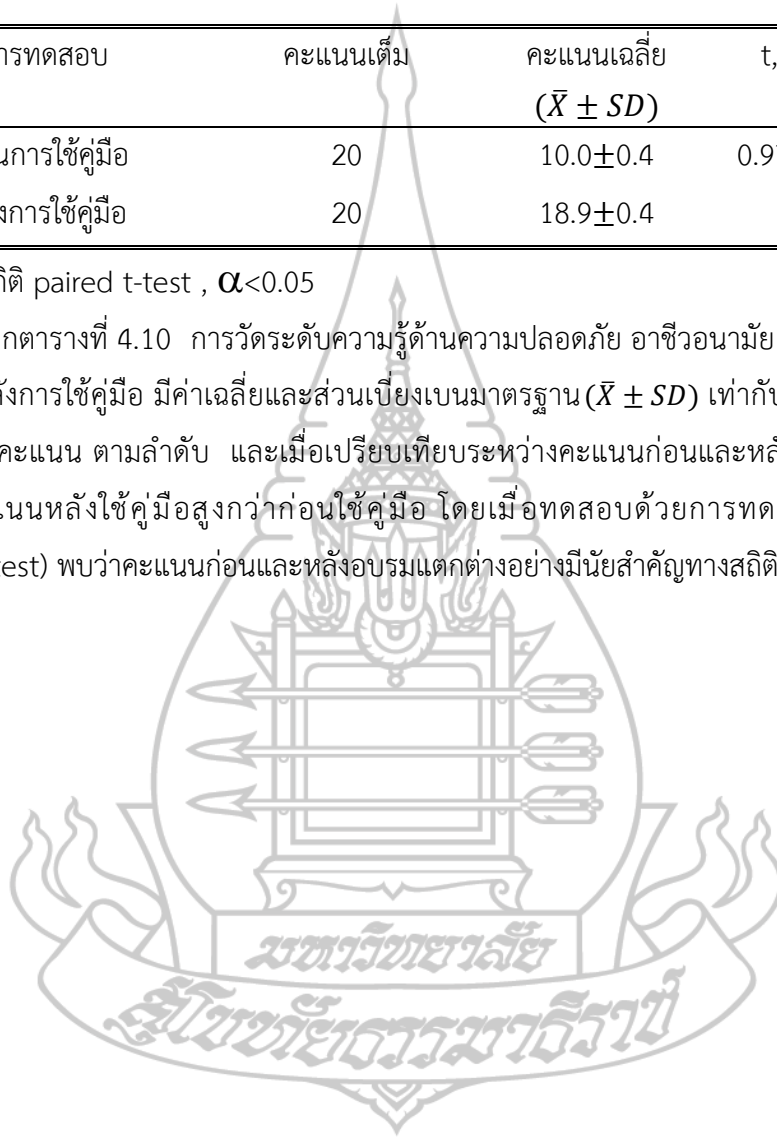 ารทดสอบ คะแนนเต็ม คะแนนเฉลี่ย t,
(X̄ ± SD)
นการใช้คู่มือ 20 10.0±0.4 0.9
งการใช้คู่มือ 20 18.9±0.4
ถิติ paired t-test , α<0.05
กตารางที่ 4.10 การวัดระดับความรู้ด้านความปลอดภัย อาชีวอนามัย
ังการใช้คู่มือ มีค่าเฉลี่ยและส่วนเบี่ยงเบนมาตรฐาน (X̄ ± SD) เท่ากับ
คะแนน ตามลำดับ และเมื่อเปรียบเทียบระหว่างคะแนนก่อนและหลั
แนนหลังใช้คู่มือสูงกว่าก่อนใช้คู่มือ โดยเมื่อทดสอบด้วยการทด
est) พบว่าคะแนนก่อนและหลังอบรมแตกต่างอย่างมีนัยสำคัญทางสถิติ
มหาวิทยาลัย
สุโขทัยธรรมาธิราช